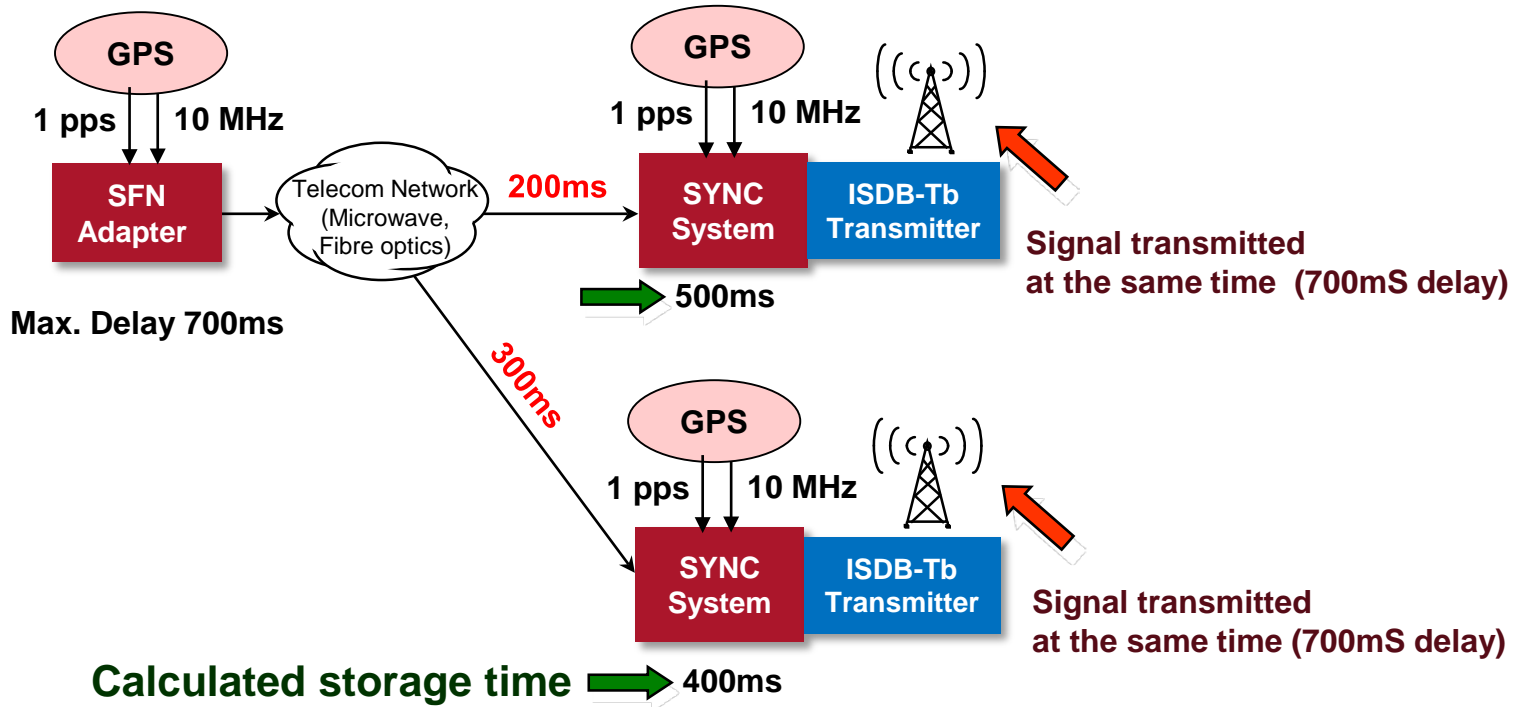 GPS
1 pps
10 MHz
SFN
Adapter
Max. Delay 700ms
Telecom Network
(Microwave,
Fibre optics)
200ms
300ms
GPS
1 pps
10 MHz
SYNC
System
ISDB-Tb
Transmitter
500ms
Signal transmitted
at the same time (700mS delay)
GPS
1 pps
10 MHz
SYNC
System
ISDB-Tb
Transmitter
Signal transmitted
at the same time (700mS delay)
Calculated storage time
400ms